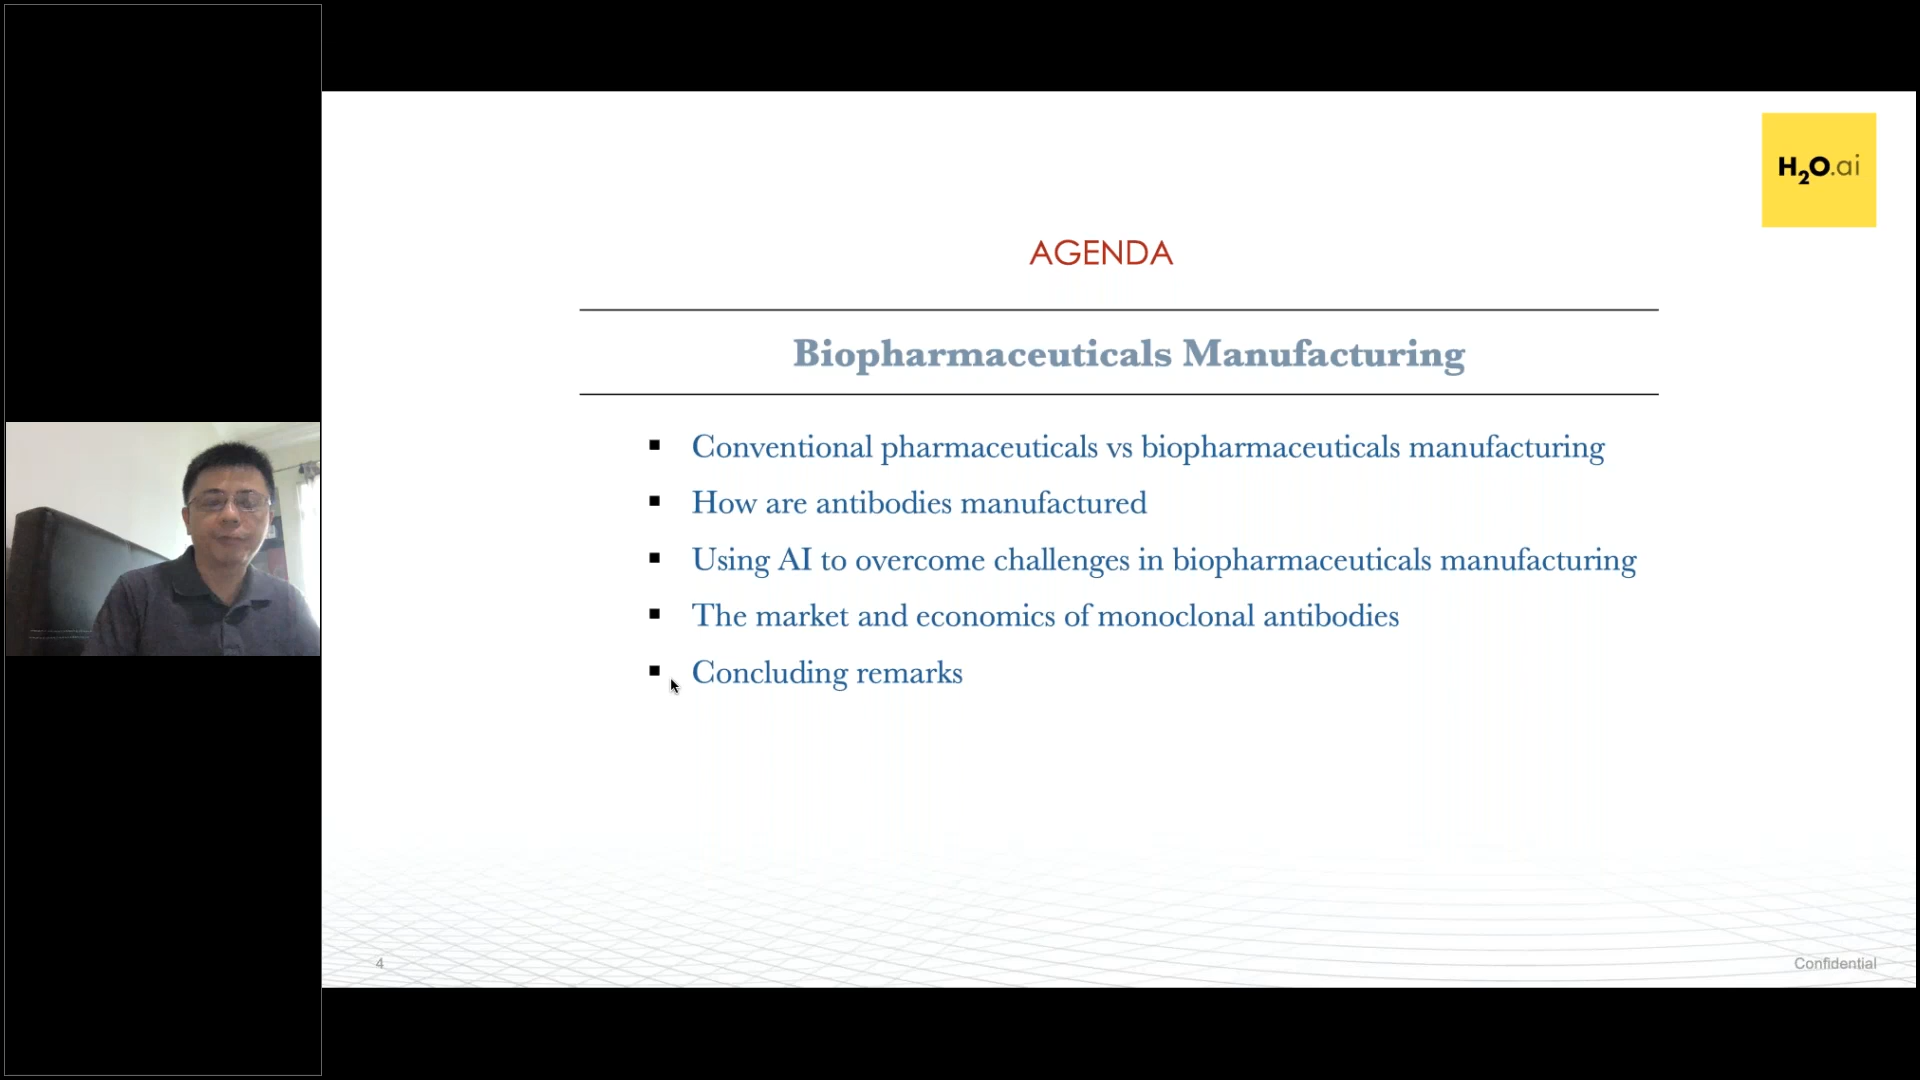 H2O.ai
AGENDA
Biopharmaceuticals Manufacturing
▪ Conventional pharmaceuticals vs biopharmaceuticals manufacturing
▪ How are antibodies manufactured
▪ Using AI to overcome challenges in biopharmaceuticals manufacturing
▪ The market and economics of monoclonal antibodies
▪ Concluding remarks
4
Confidential